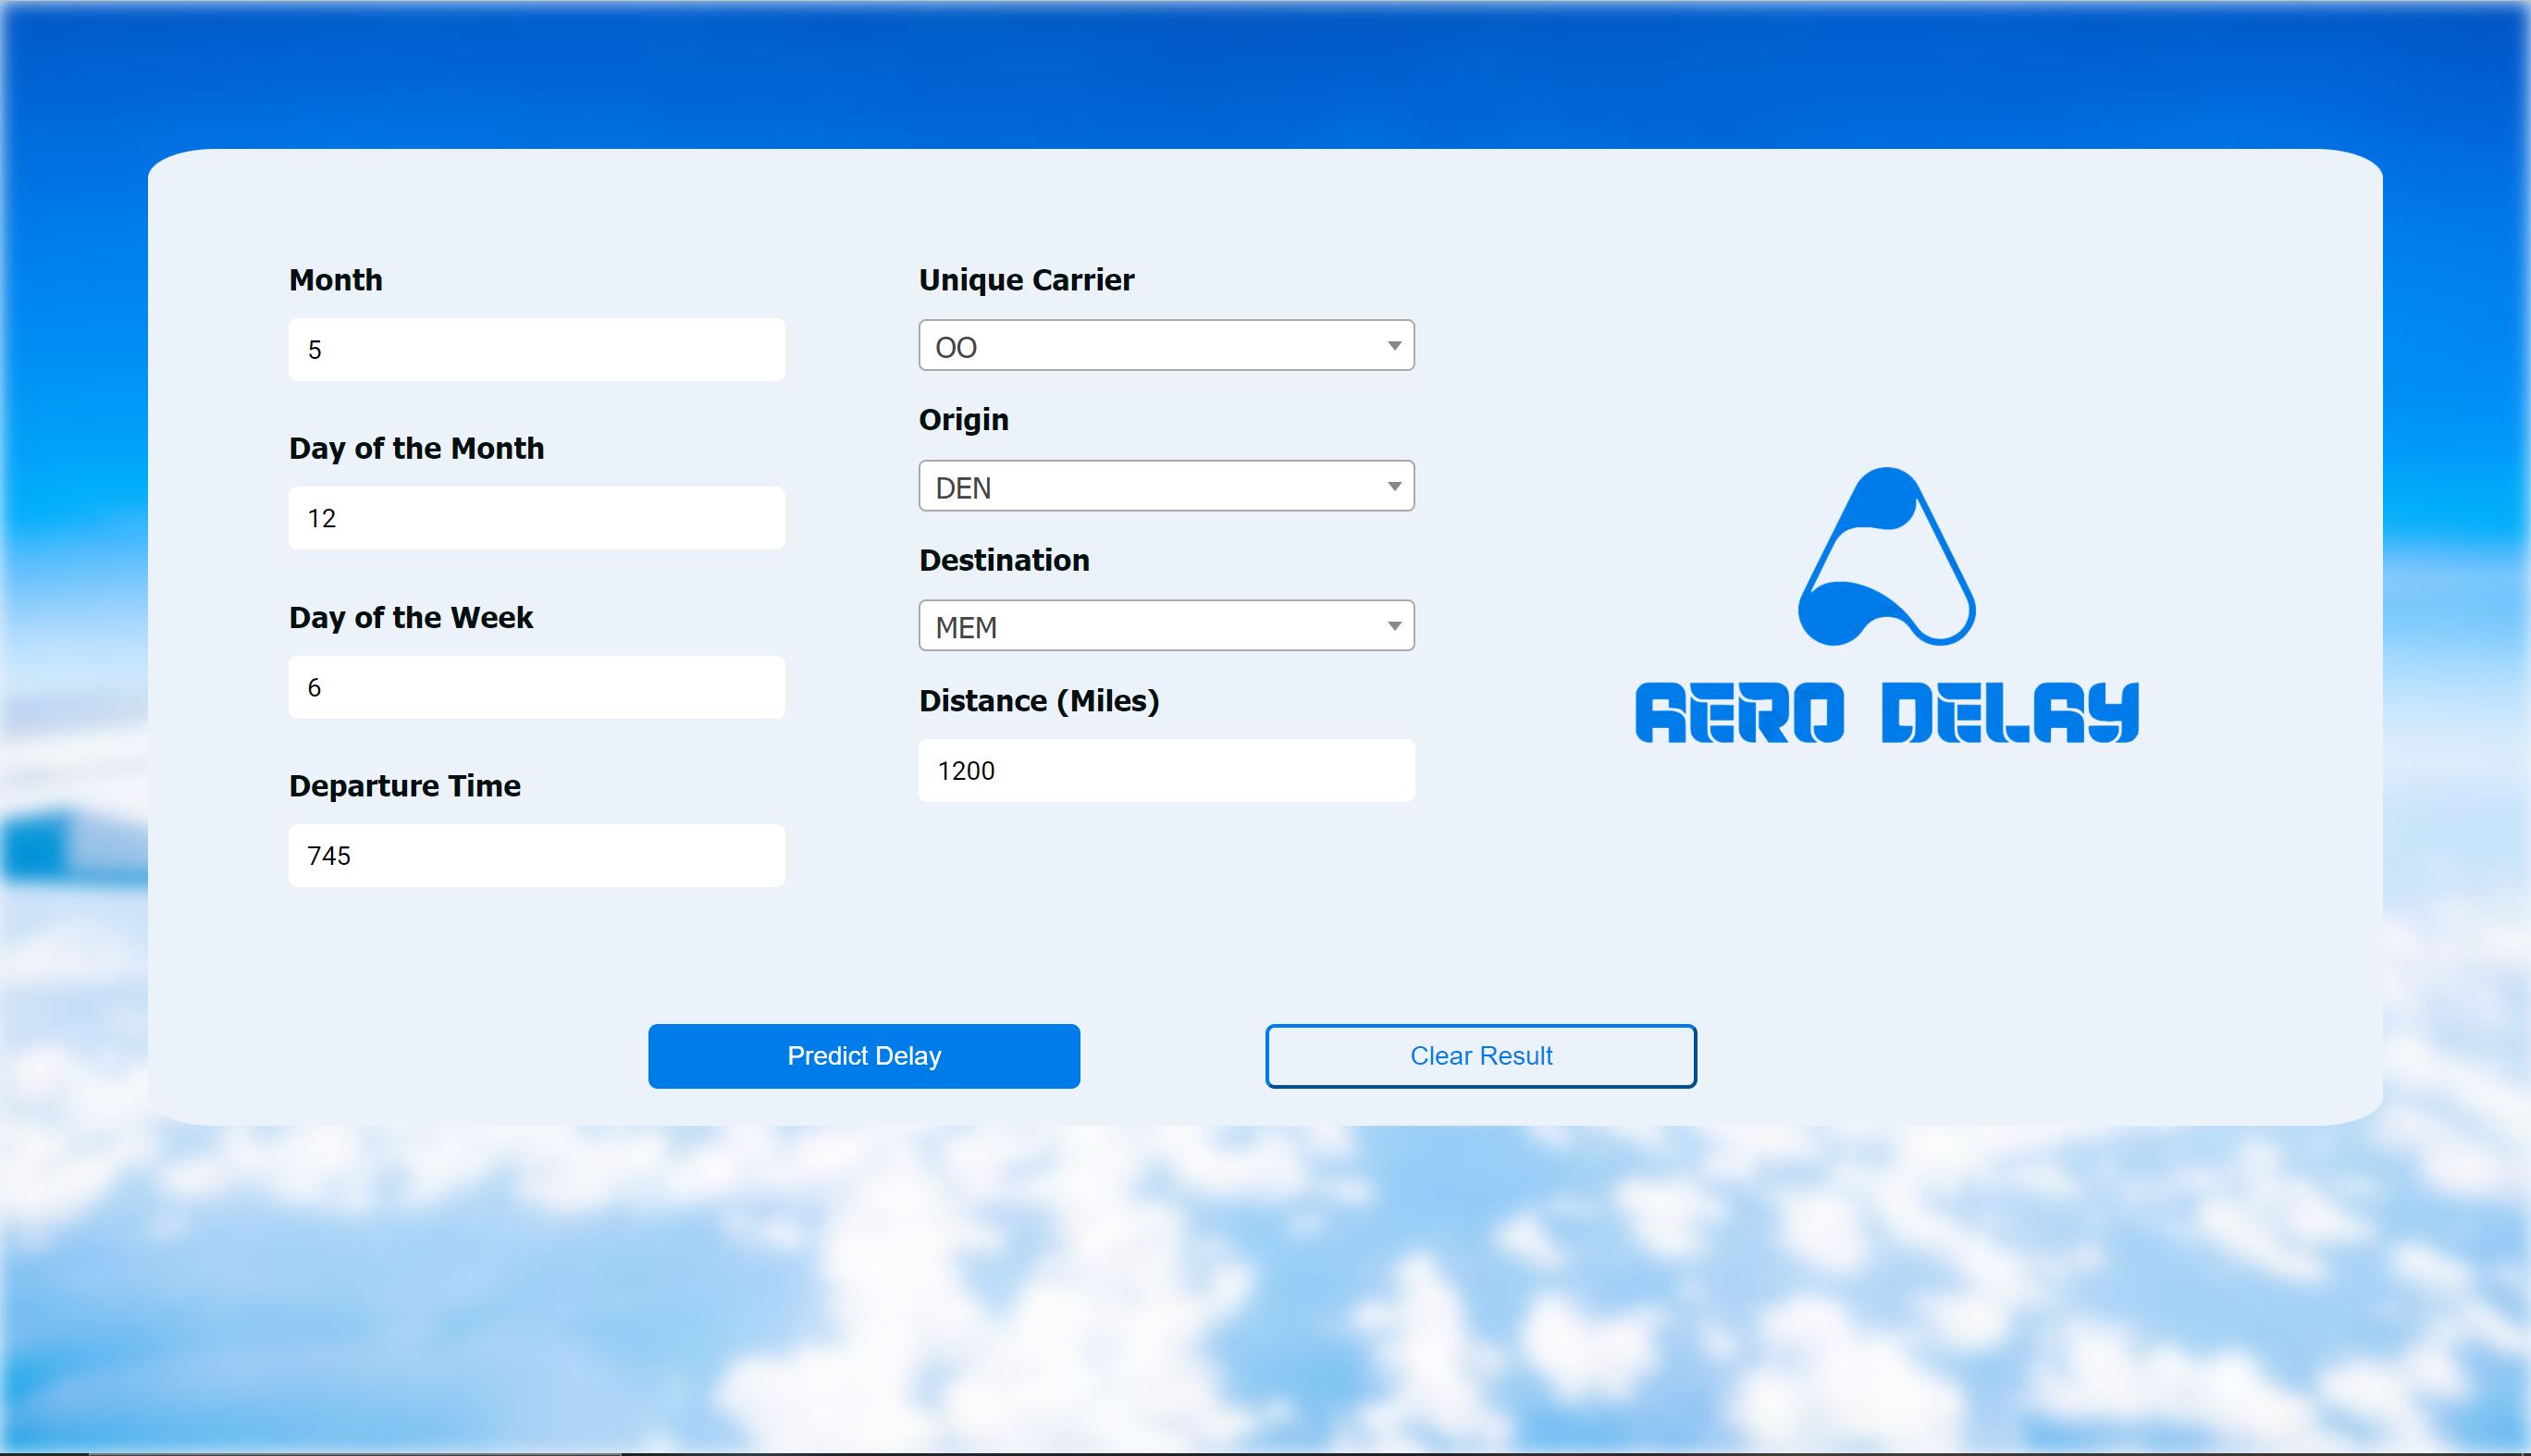 Month
5
Day of the Month
12
Day of the Week
6
Departure Time
745
Unique Carrier
OO
Origin
DEN
Destination
MEM
Distance (Miles)
1200
AERO DELAY
Predict Delay
Clear Result